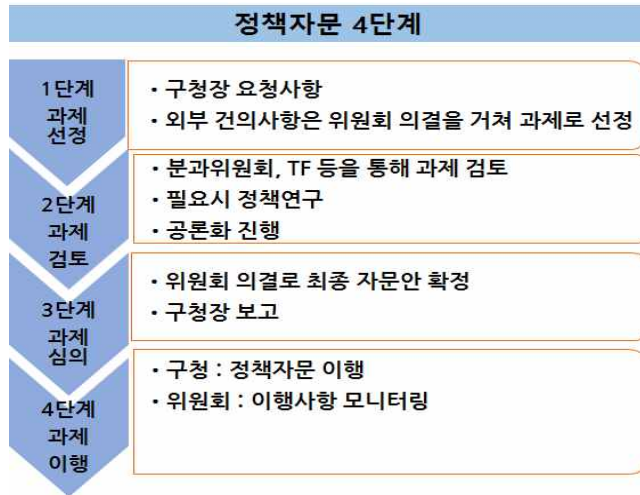 정책자문 4단계
1단계
과제
선정
• 구청장 요청사항
• 외부 건의사항은 위원회 의결을 거쳐 과제로 선정
2단계
과제
검토
• 분과위원회, TF 등을 통해 과제 검토
• 필요시 정책연구
• 공론화 진행
3단계
과제
심의
• 위원회 의결로 최종 자문안 확정
• 구청장 보고
4단계
과제
이행
• 구청 : 정책자문 이행
• 위원회 : 이행사항 모니터링